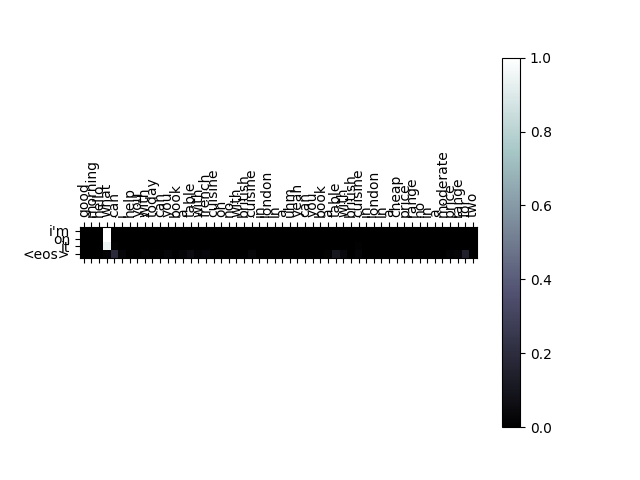 good
morning
hello
what
can
i
help
you
with
today
can
you
book
a
table
with
french
cuisine
on
no
with
british
cuisine
in
london
in
a
umm
yeah
can
you
book
a
table
with
british
cuisine
in
london
in
a
cheap
price
range
no
in
a
moderate
price
range
for
two
i'm
on
it
<eos>
1.0
0.8
0.6
0.4
0.2
0.0